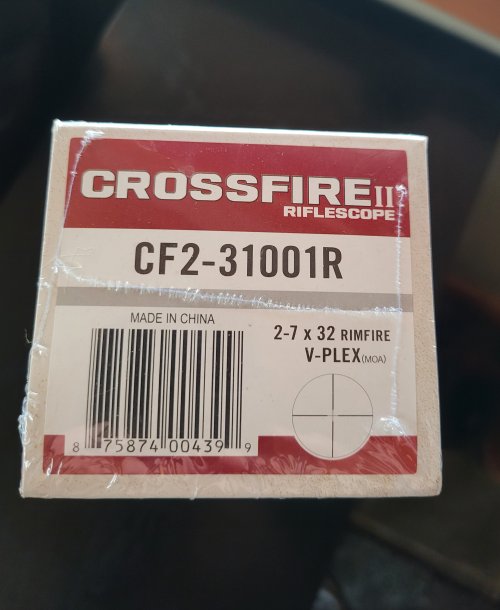 CROSSFIRE II
RIFLESCOPE
CF2-31001R
MADE IN CHINA
2-7 x 32 RIMFIRE
V-PLEX (MOA)
8 75874 00439 9